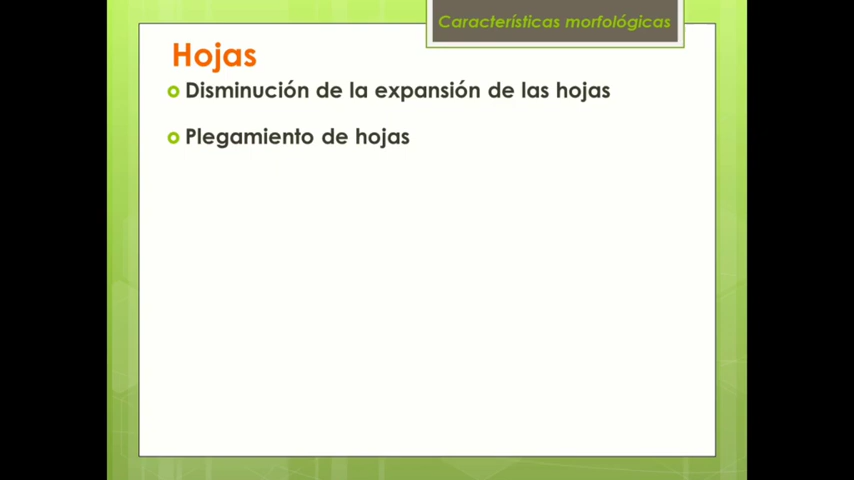 Características morfológicas
Hojas
Disminución de la expansión de las hojas
Plegamiento de hojas